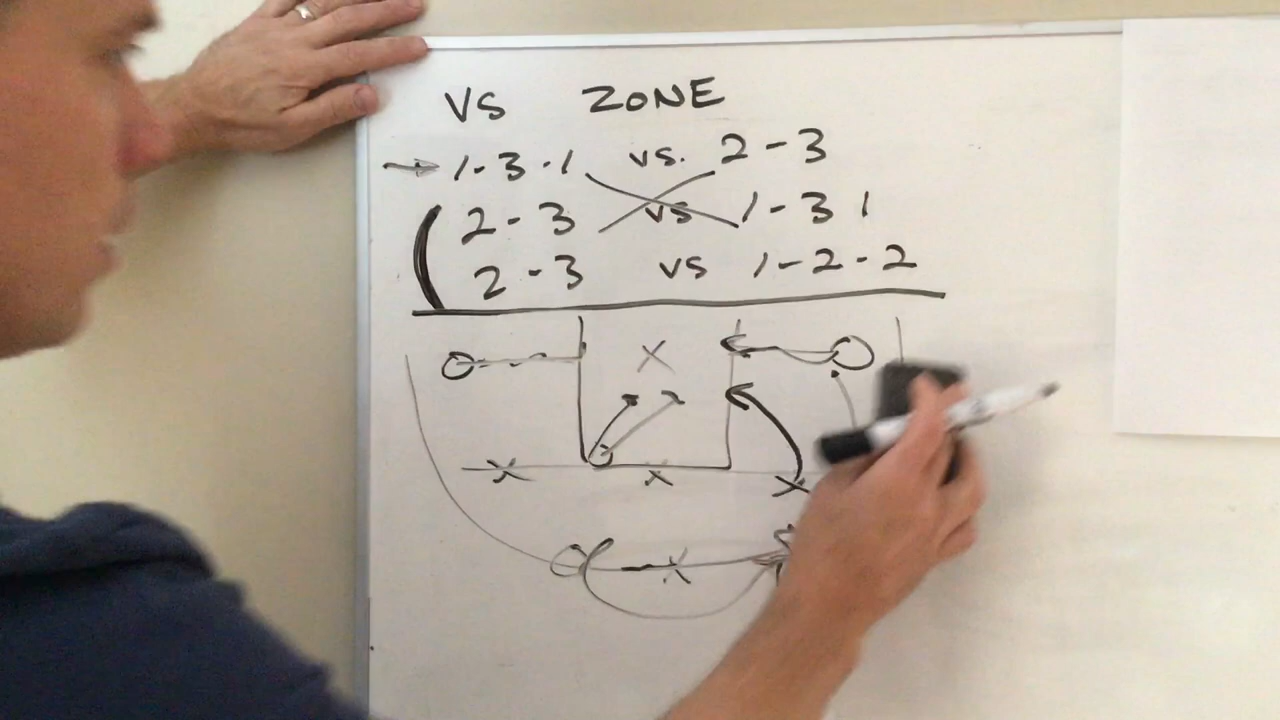 VS ZONE
→ 1-3-1 vs. 2-3
2-3 vs 1-3 1
2-3 vs 1-2-2
X
X X X
X